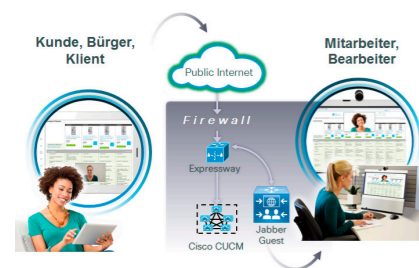 Kunde, Bürger,
Klient
Mitarbeiter,
Bearbeiter
Public Internet
Firewall
Expressway
Cisco CUCM
Jabber
Guest